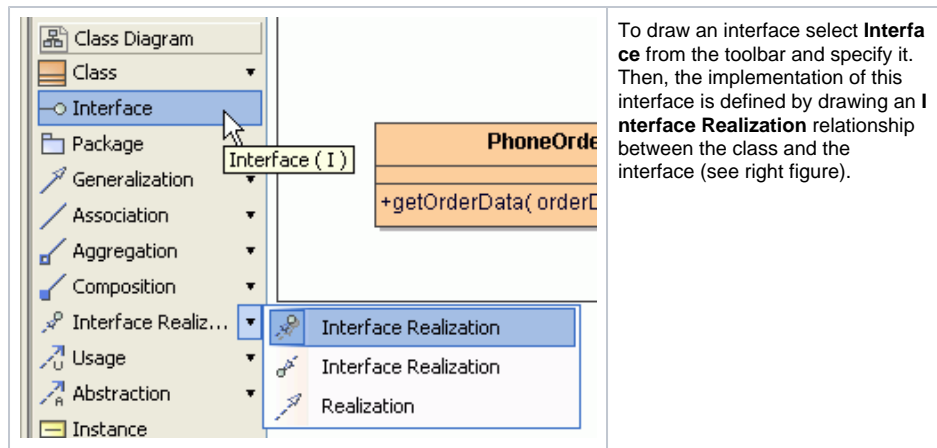 Class Diagram
Class
Interface
Package
Interface ( I )
Generalization
Association
Aggregation
Composition
Interface Realiz...
Usage
Abstraction
Instance
PhoneOrde
+getOrderData( orderD
Interface Realization
Interface Realization
Realization
To draw an interface select Interfa
ce from the toolbar and specify it.
Then, the implementation of this
interface is defined by drawing an I
nterface Realization relationship
between the class and the
interface (see right figure).